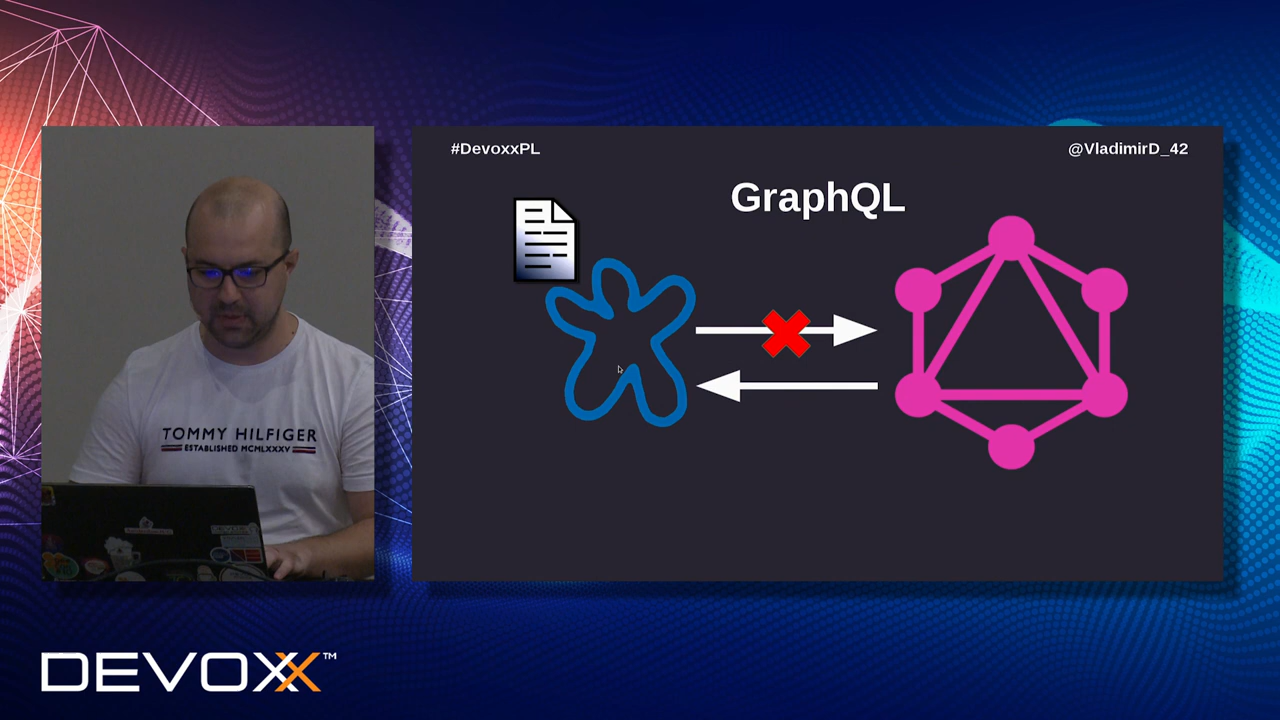 #DevoxxPL
@VladimirD_42
GraphQL
TOMMY HILFIGER
ESTABLISHED MCMLXXXV
DEVOXX™